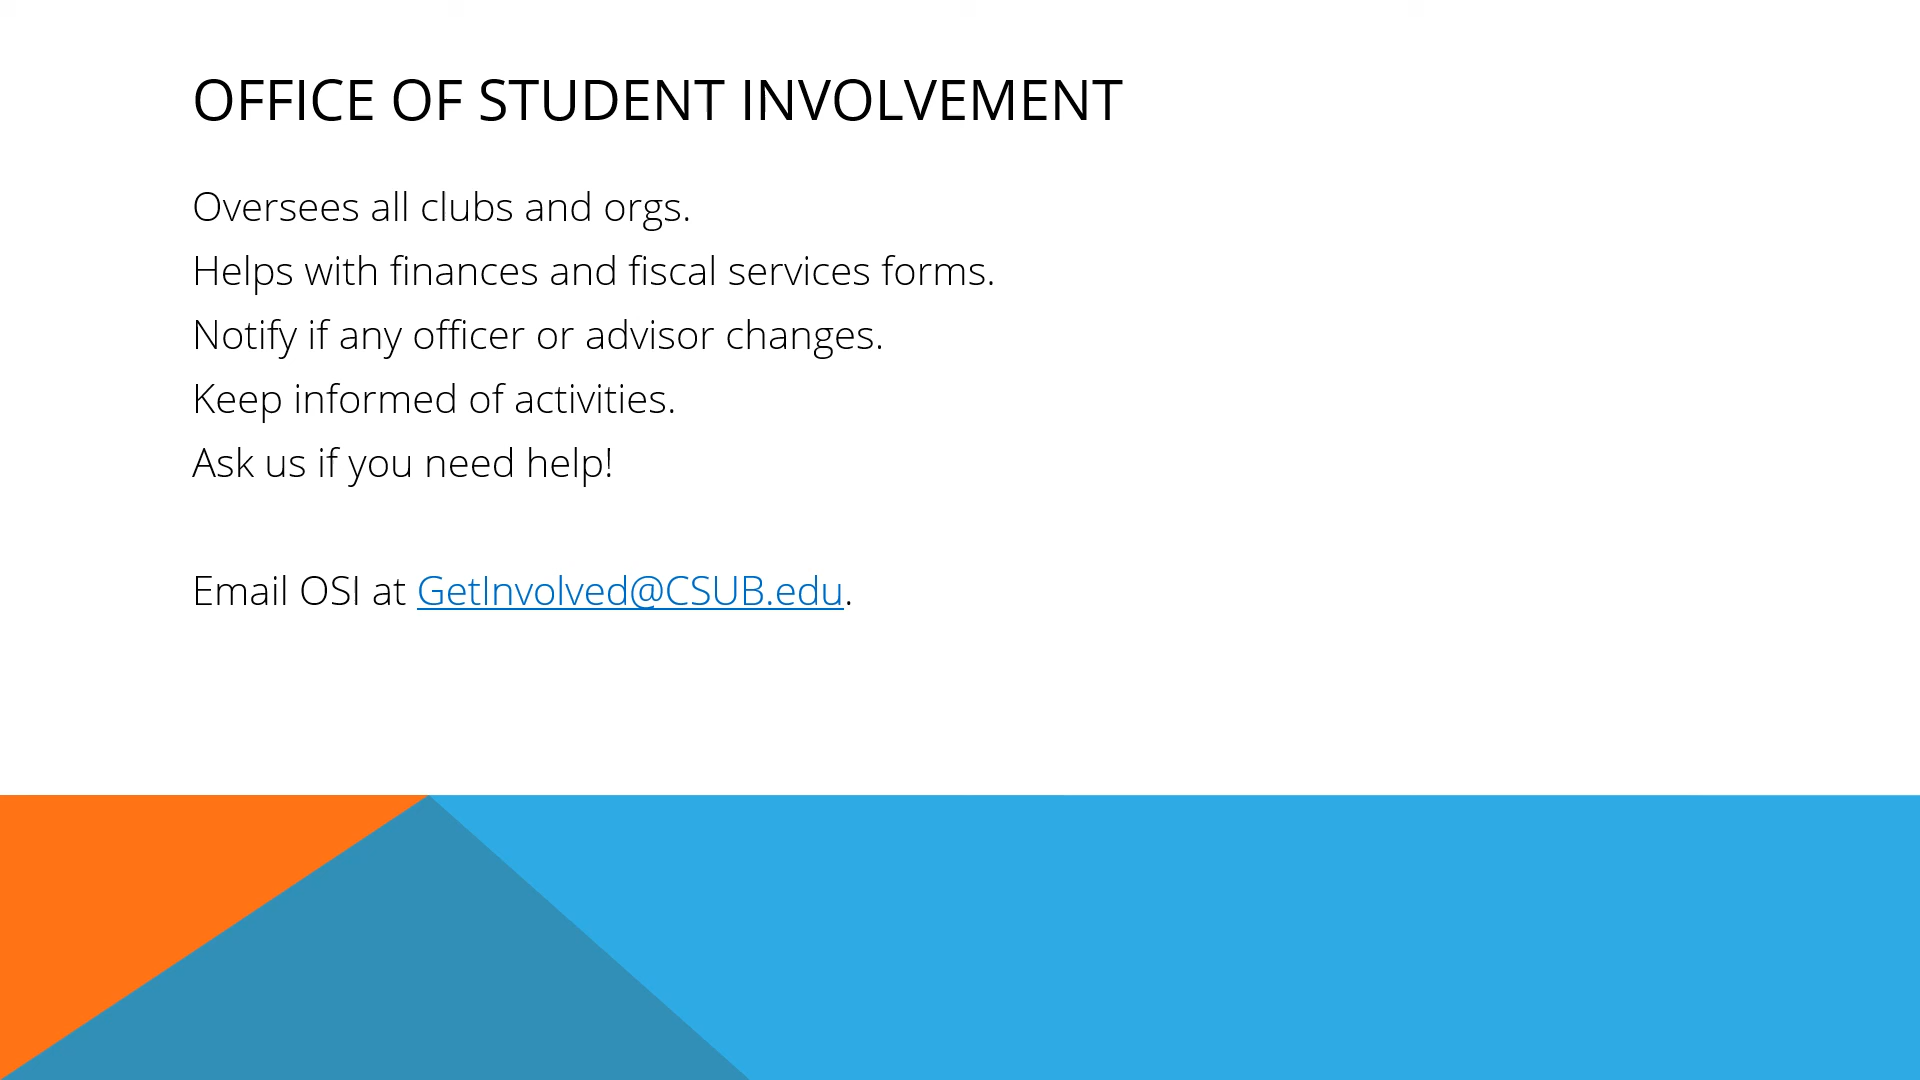 OFFICE OF STUDENT INVOLVEMENT
Oversees all clubs and orgs.
Helps with finances and fiscal services forms.
Notify if any officer or advisor changes.
Keep informed of activities.
Ask us if you need help!
Email OSI at GetInvolved@CSUB.edu.